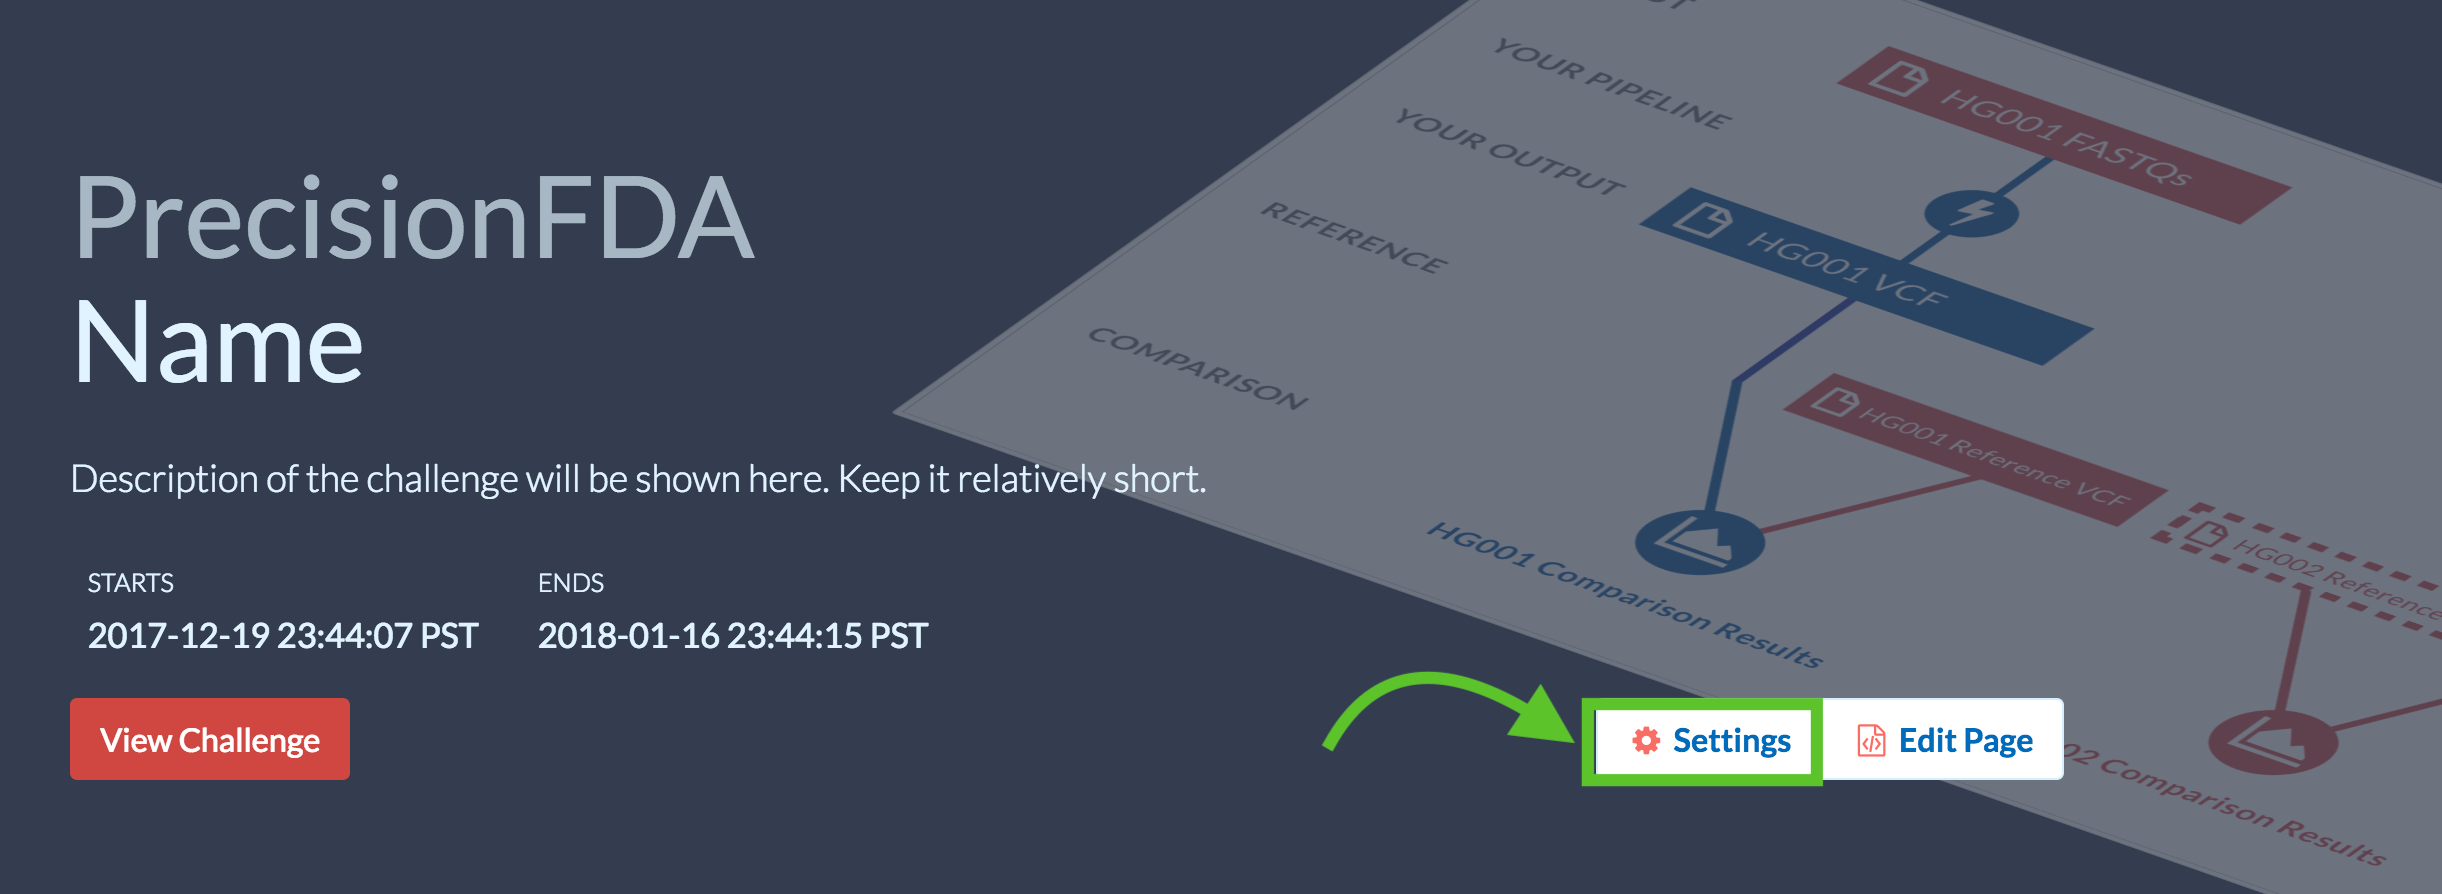 PrecisionFDA
Name
Description of the challenge will be shown here. Keep it relatively short.
STARTS
2017-12-19 23:44:07 PST
ENDS
2018-01-16 23:44:15 PST
View Challenge
Settings
Edit Page
YOUR PIPELINE
YOUR OUTPUT
REFERENCE
COMPARISON
HG001 FASTQs
HG001 VCF
HG001 Reference VCF
HG002 Reference
HG001 Comparison Results
02 Comparison Results